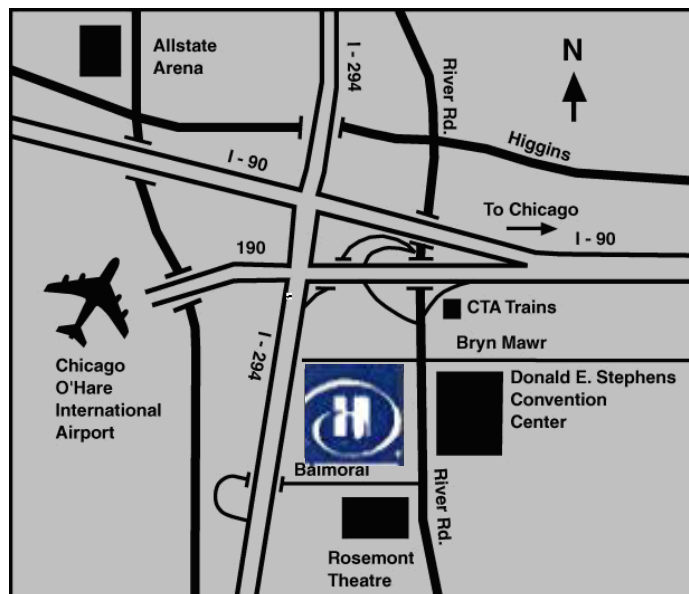 Allstate
Arena
I - 294
River Rd.
N
Higgins
I - 90
To Chicago
I - 90
190
CTA Trains
Bryn Mawr
I - 294
Chicago
O'Hare
International
Airport
H
Donald E. Stephens
Convention
Center
Balmoral
River Rd.
Rosemont
Theatre